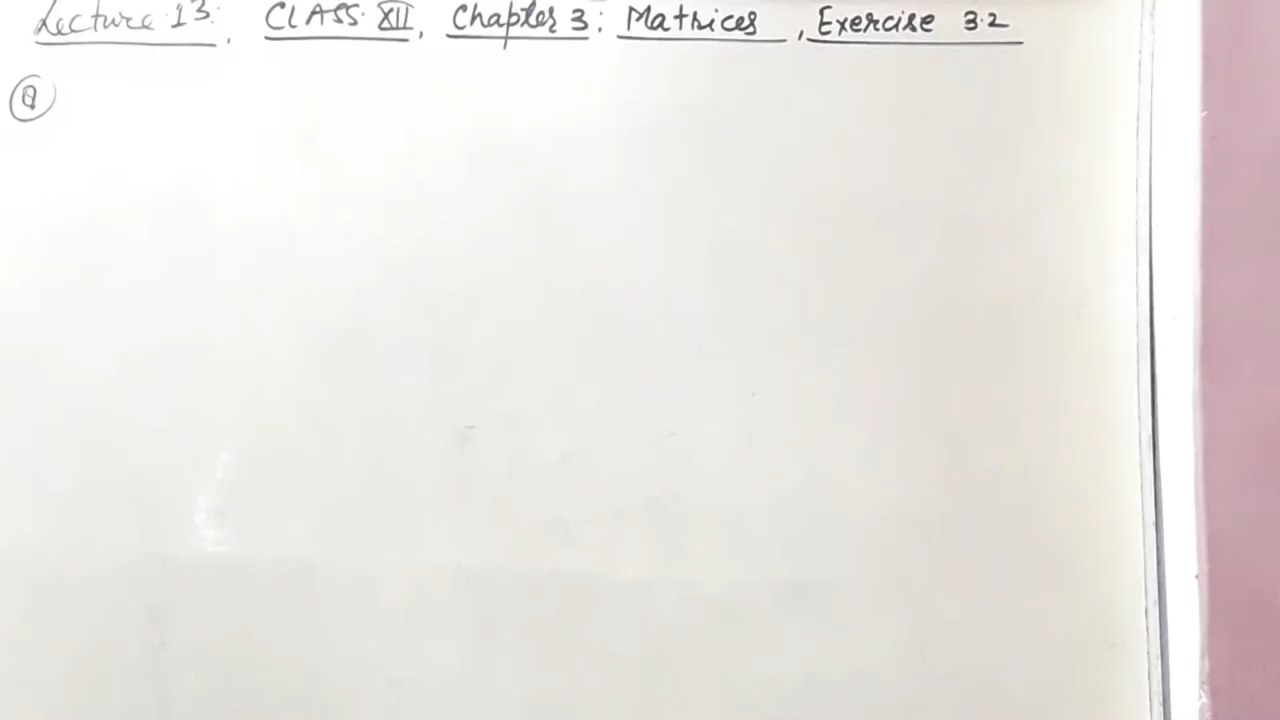 Lecture 13: , CLASS XII, Chapter 3: Matrices, Exercise 3.2
Q